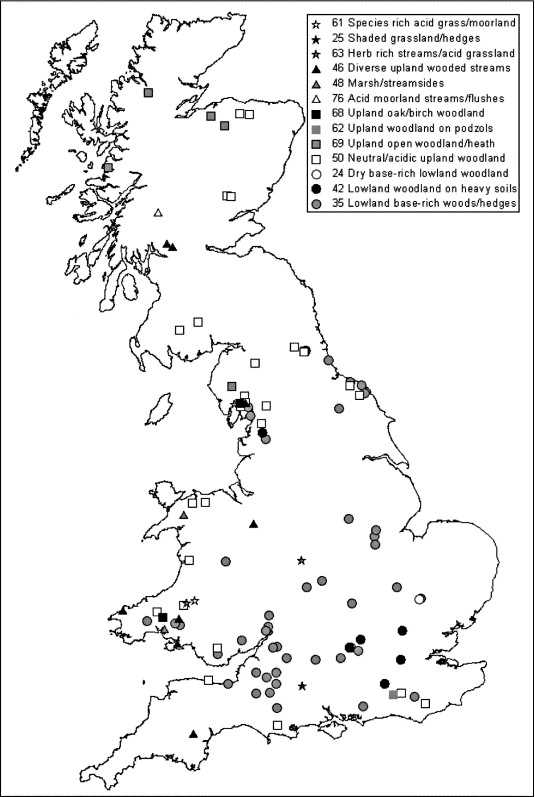 61 Species rich acid grass/moorland
25 Shaded grassland/hedges
63 Herb rich streams/acid grassland
46 Diverse upland wooded streams
48 Marsh/streamsides
76 Acid moorland streams/flushes
68 Upland oak/birch woodland
62 Upland woodland on podzols
69 Upland open woodland/heath
50 Neutral/acidic upland woodland
24 Dry base-rich lowland woodland
42 Lowland woodland on heavy soils
35 Lowland base-rich woods/hedges